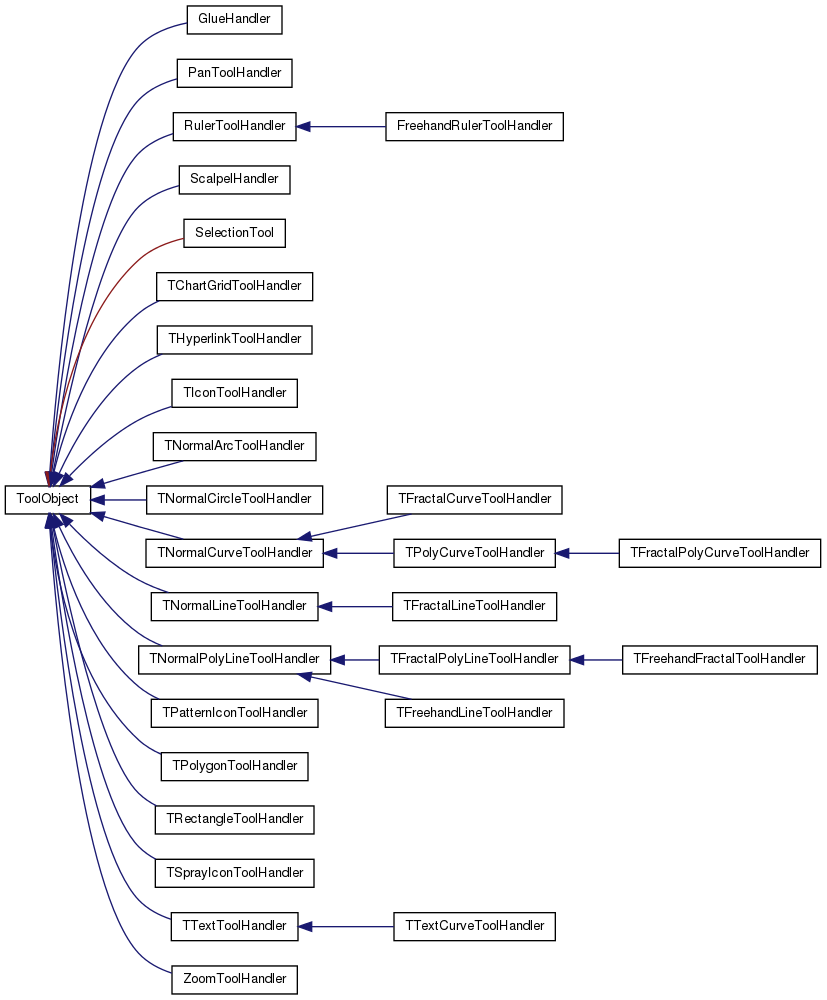 GlueHandler
PanToolHandler
RulerToolHandler
FreehandRulerToolHandler
ScalpelHandler
SelectionTool
TChartGridToolHandler
THyperlinkToolHandler
TIconToolHandler
TNormalArcToolHandler
ToolObject
TNormalCircleToolHandler
TFractalCurveToolHandler
TNormalCurveToolHandler
TPolyCurveToolHandler
TFractalPolyCurveToolHandler
TNormalLineToolHandler
TFractalLineToolHandler
TNormalPolyLineToolHandler
TFractalPolyLineToolHandler
TFreehandFractalToolHandler
TPatternIconToolHandler
TFreehandLineToolHandler
TPolygonToolHandler
TRectangleToolHandler
TSprayIconToolHandler
TTextToolHandler
TTextCurveToolHandler
ZoomToolHandler